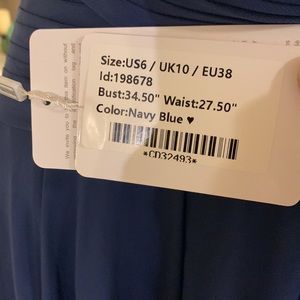 Size:US6 / UK10 / EU38
Id:198678
Bust:34.50" Waist:27.50"
Color:Navy Blue ♥
*CD32493*